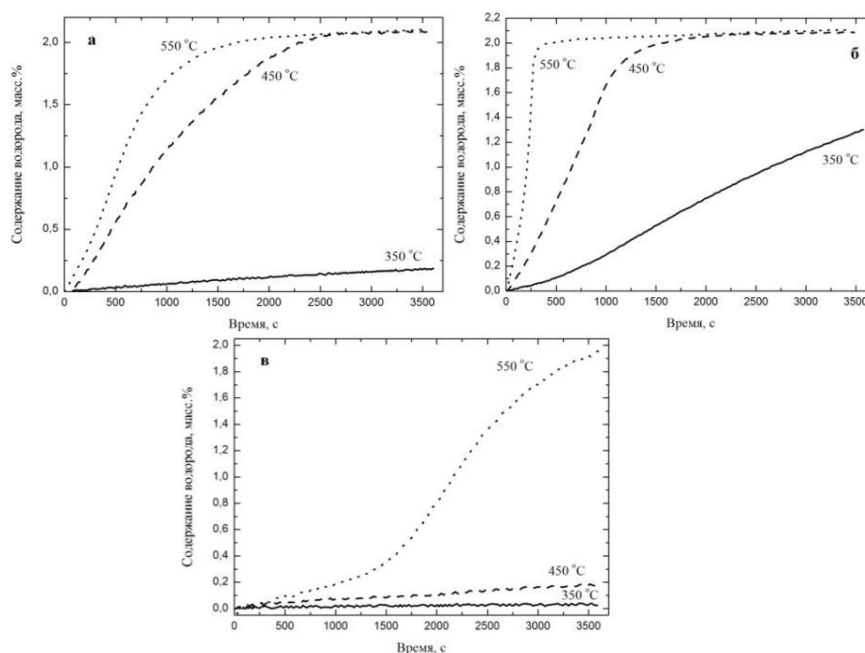 а
550 °C
450 °C
350 °C
Содержание водорода, масс.%
2,0
1,5
1,0
0,5
0,0
0 500 1000 1500 2000 2500 3000 3500
Время, с
б
550 °C
450 °C
350 °C
Содержание водорода, масс.%
2,2
2,0
1,8
1,6
1,4
1,2
1,0
0,8
0,6
0,4
0,2
0,0
0 500 1000 1500 2000 2500 3000 3500
Время, с
в
550 °C
450 °C
350 °C
Содержание водорода, масс.%
2,0
1,8
1,6
1,4
1,2
1,0
0,8
0,6
0,4
0,2
0,0
0 500 1000 1500 2000 2500 3000 3500
Время, с